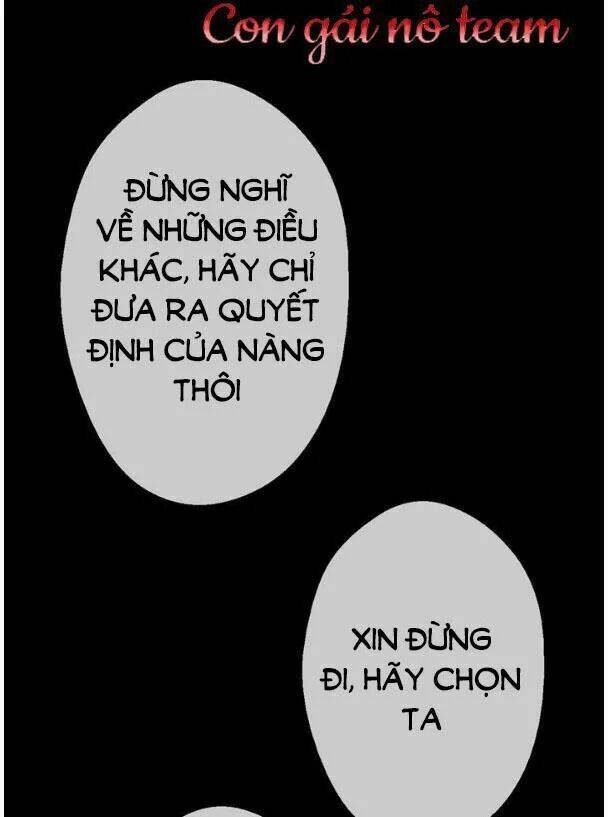 Con gái nô team
ĐỪNG NGHĨ
VỀ NHỮNG ĐIỀU
KHÁC, HÃY CHỈ
ĐƯA RA QUYẾT
ĐỊNH CỦA NÀNG
THÔI
XIN ĐỪNG
ĐI, HÃY CHỌN
TA